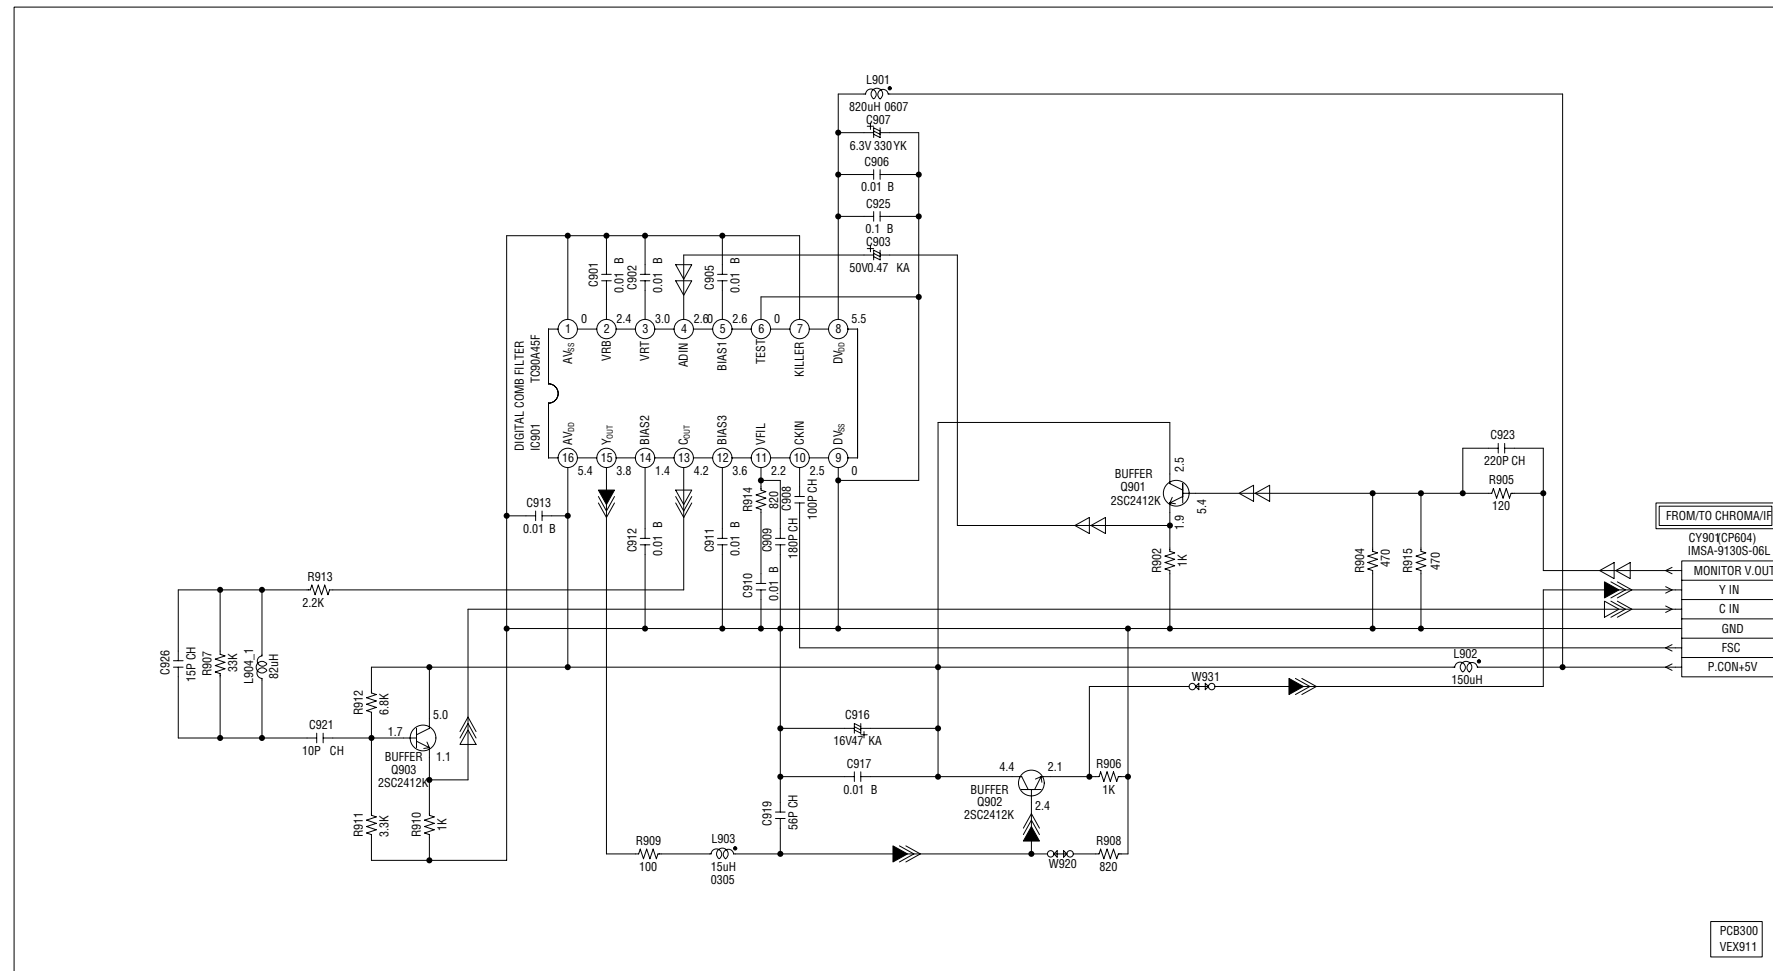 L901
820uH 0607
C907
6.3V 330 YK
C906
0.01 B
C925
0.1 B
C903
50V0.47 KA
C901
0.01 B
C902
0.01 B
C905
0.01 B
1 0 2 2.4 3 3.0 4 2.60 5 2.6 6 0 7 8 5.5
AVSS VRB VRT ADIN BIAS1 TEST KILLER DVDD
DIGITAL COMB FILTER
IC901 TC90A45F
AVDD YOUT BIAS2 COUT BIAS3 VFIL CKIN DVSS
16 5.4 15 3.8 14 1.4 13 4.2 12 3.6 11 2.2 10 2.5 9 0
C913
0.01 B
C912
0.01 B
C911
0.01 B
R914
820
C909
180P CH
C908
100P CH
C910
0.01 B
BUFFER
Q901
2SC2412K
2.5
5.4
1.9
R902
1K
R904
470
R915
470
C923
220P CH
R905
120
FROM/TO CHROMA/IF
CY901(CP604)
IMSA-9130S-06L
MONITOR V.OUT
Y IN
C IN
GND
FSC
P.CON+5V
L902
150uH
W931
R913
2.2K
C926
15P CH
R907
33K
L904_1
82uH
R912
6.8K
C921
10P CH
1.7
5.0
1.1
BUFFER
Q903
2SC2412K
R911
3.3K
R910
1K
C916
16V47 KA
C917
0.01 B
C919
56P CH
4.4
2.1
2.4
BUFFER
Q902
2SC2412K
R906
1K
R909
100
L903
15uH
0305
W920
R908
820
PCB300
VEX911